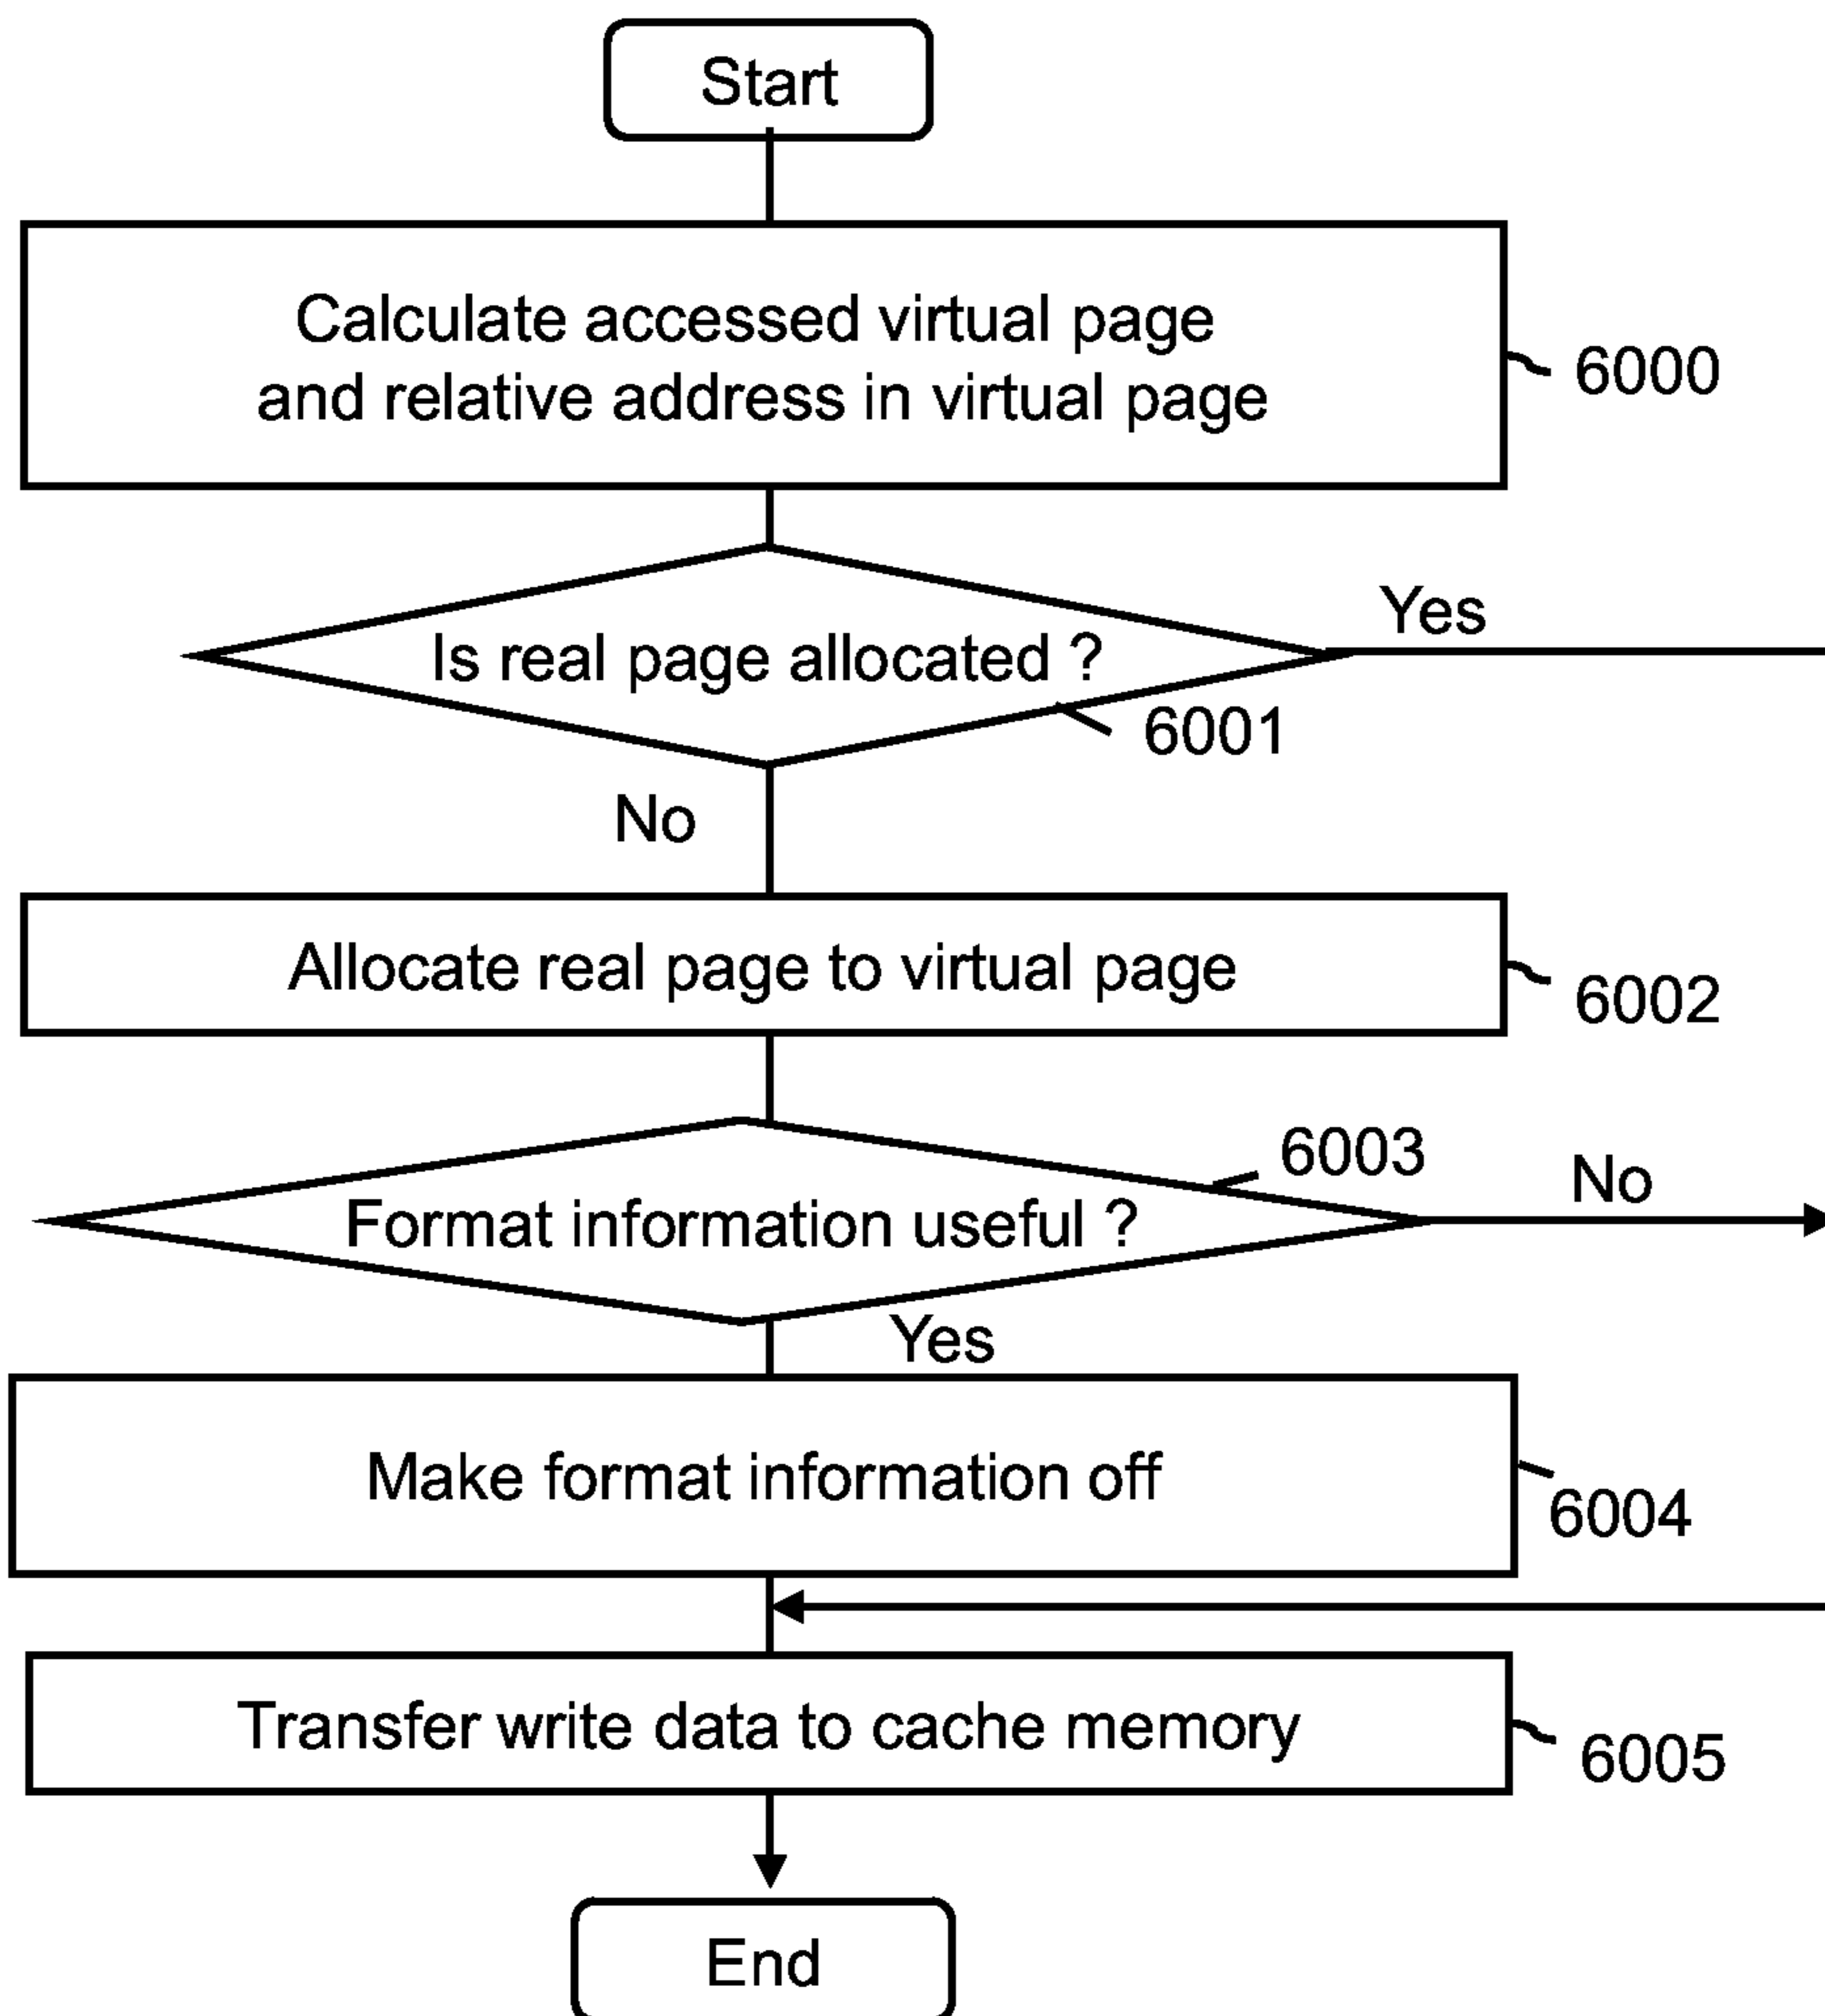 Start
Calculate accessed virtual page
and relative address in virtual page
6000
Yes
Is real page allocated ?
6001
No
Allocate real page to virtual page
6002
6003
No
Format information useful ?
Yes
Make format information off
6004
Transfer write data to cache memory
6005
End